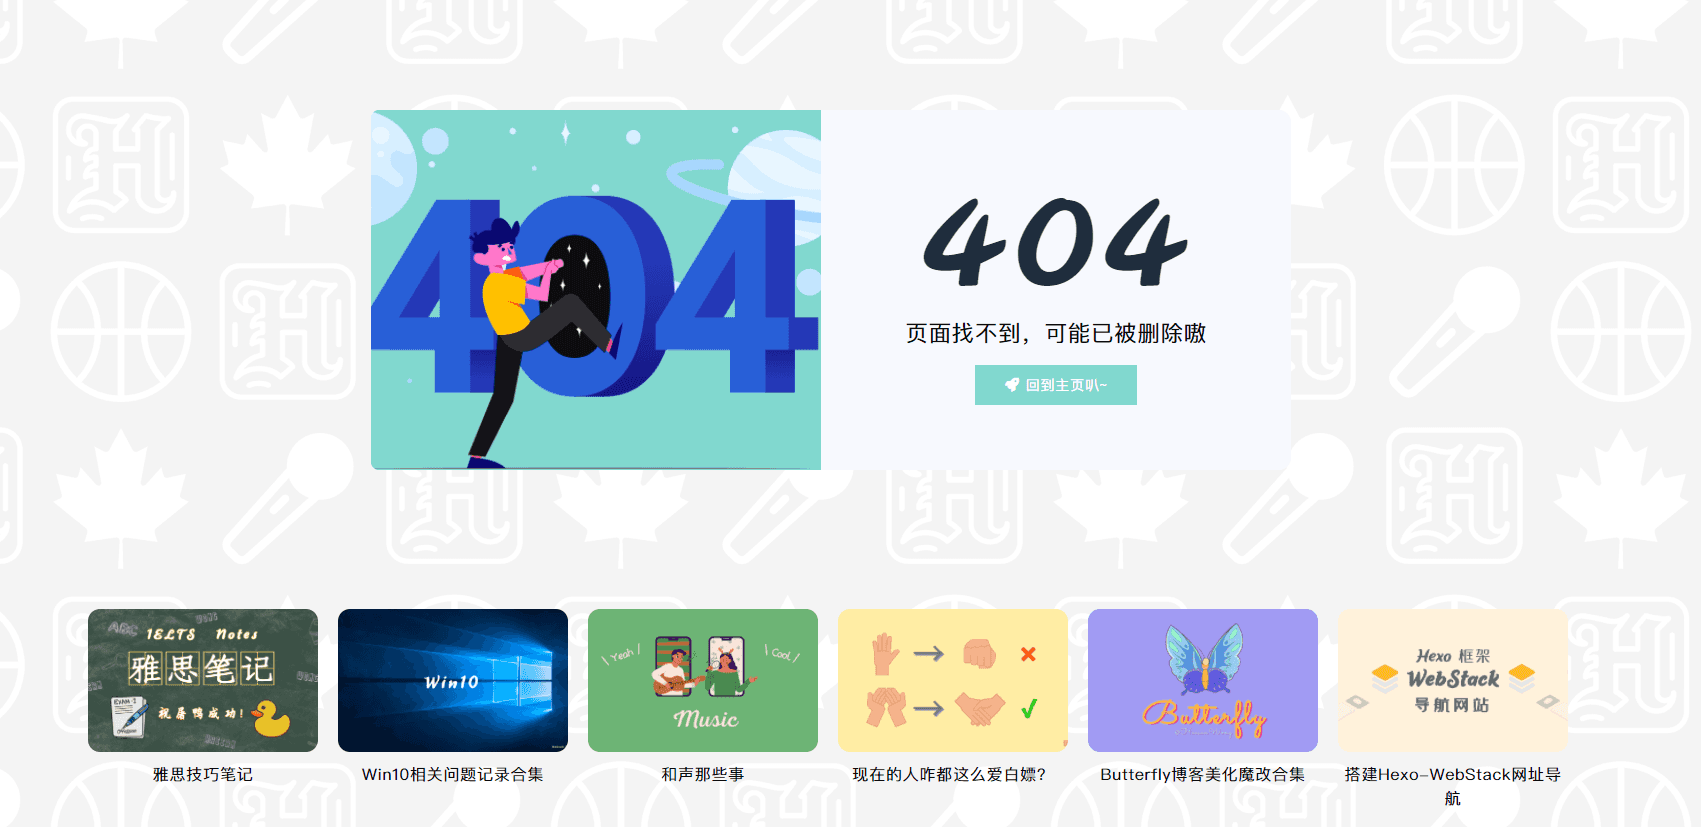 404
404
页面找不到，可能已被删除嗷
回到主页叭~
IELTS Notes
雅思笔记
EXAM-1
祝屠鸭成功!
雅思技巧笔记
Win10
Win10相关问题记录合集
Yeah
Cool
Music
和声那些事
现在的人咋都这么爱白嫖?
Butterfly
Butterfly博客美化魔改合集
Hexo 框架
WebStack
导航网站
搭建Hexo-WebStack网址导
航